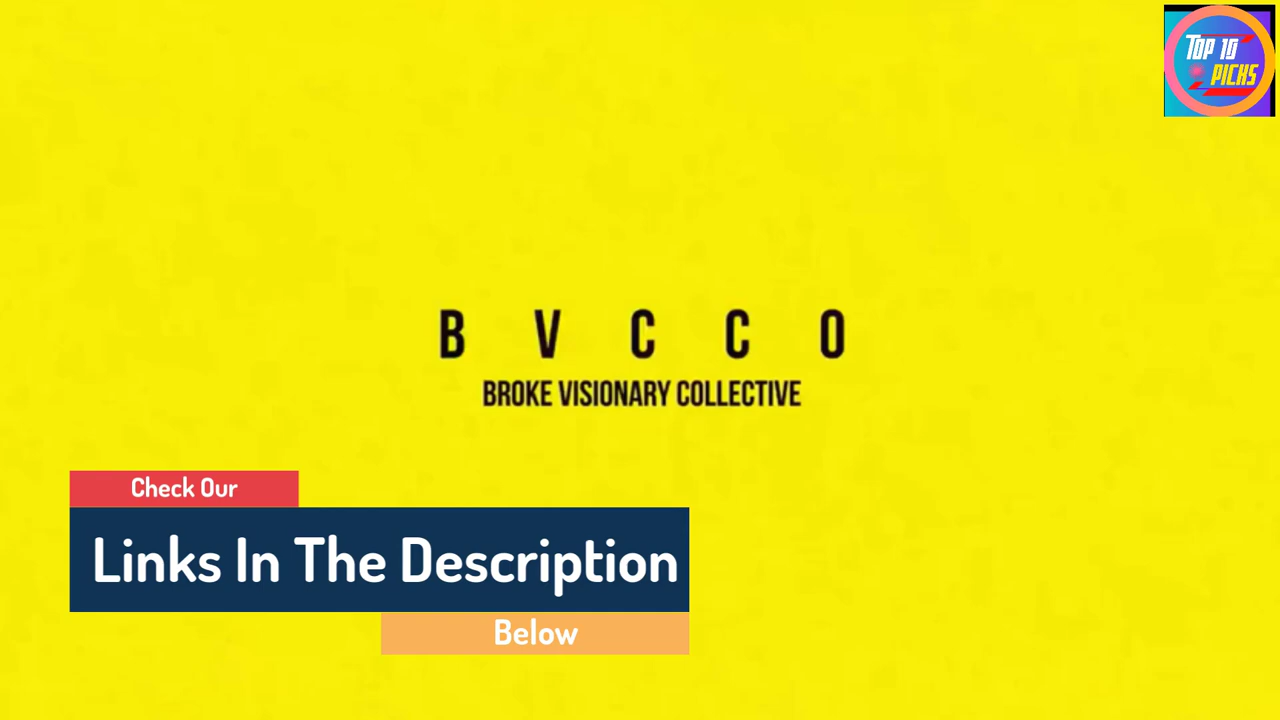 TOP 10
PICKS
B V C C O
BROKE VISIONARY COLLECTIVE
Check Our
Links In The Description
Below